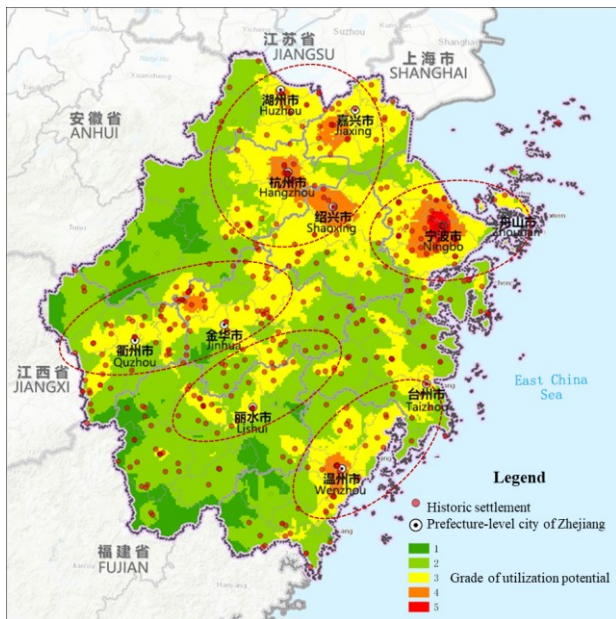 江苏省
JIANGSU
上海市
SHANGHAI
Suzhou
Shanghai
安徽省
ANHUI
湖州市
Huzhou
嘉兴市
Jiaxing
杭州市
Hangzhou
绍兴市
Shaoxing
宁波市
Ningbo
舟山市
Zhoushan
金华市
Jinhua
衢州市
Quzhou
江西省
JIANGXI
丽水市
Lishui
台州市
Taizhou
East China
Sea
温州市
Wenzhou
福建省
FUJIAN
Legend
Historic settlement
Prefecture-level city of Zhejiang
1
2
3 Grade of utilization potential
4
5